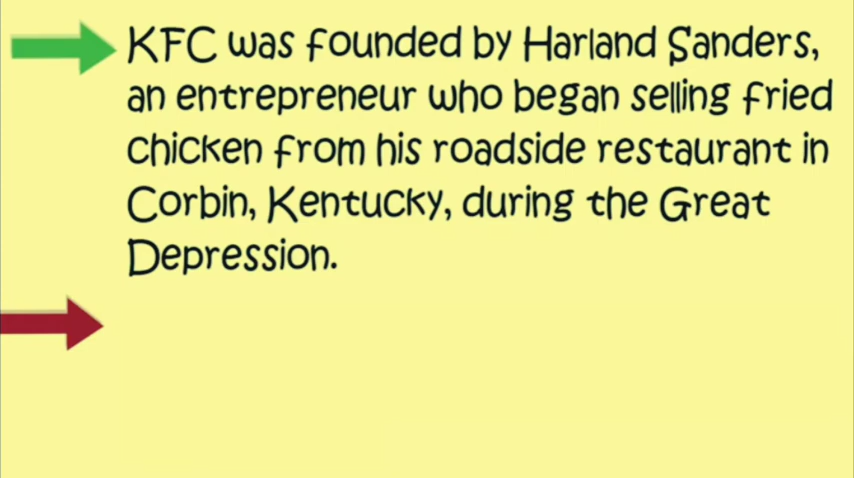 KFC was founded by Harland Sanders,
an entrepreneur who began selling fried
chicken from his roadside restaurant in
Corbin, Kentucky, during the Great
Depression.